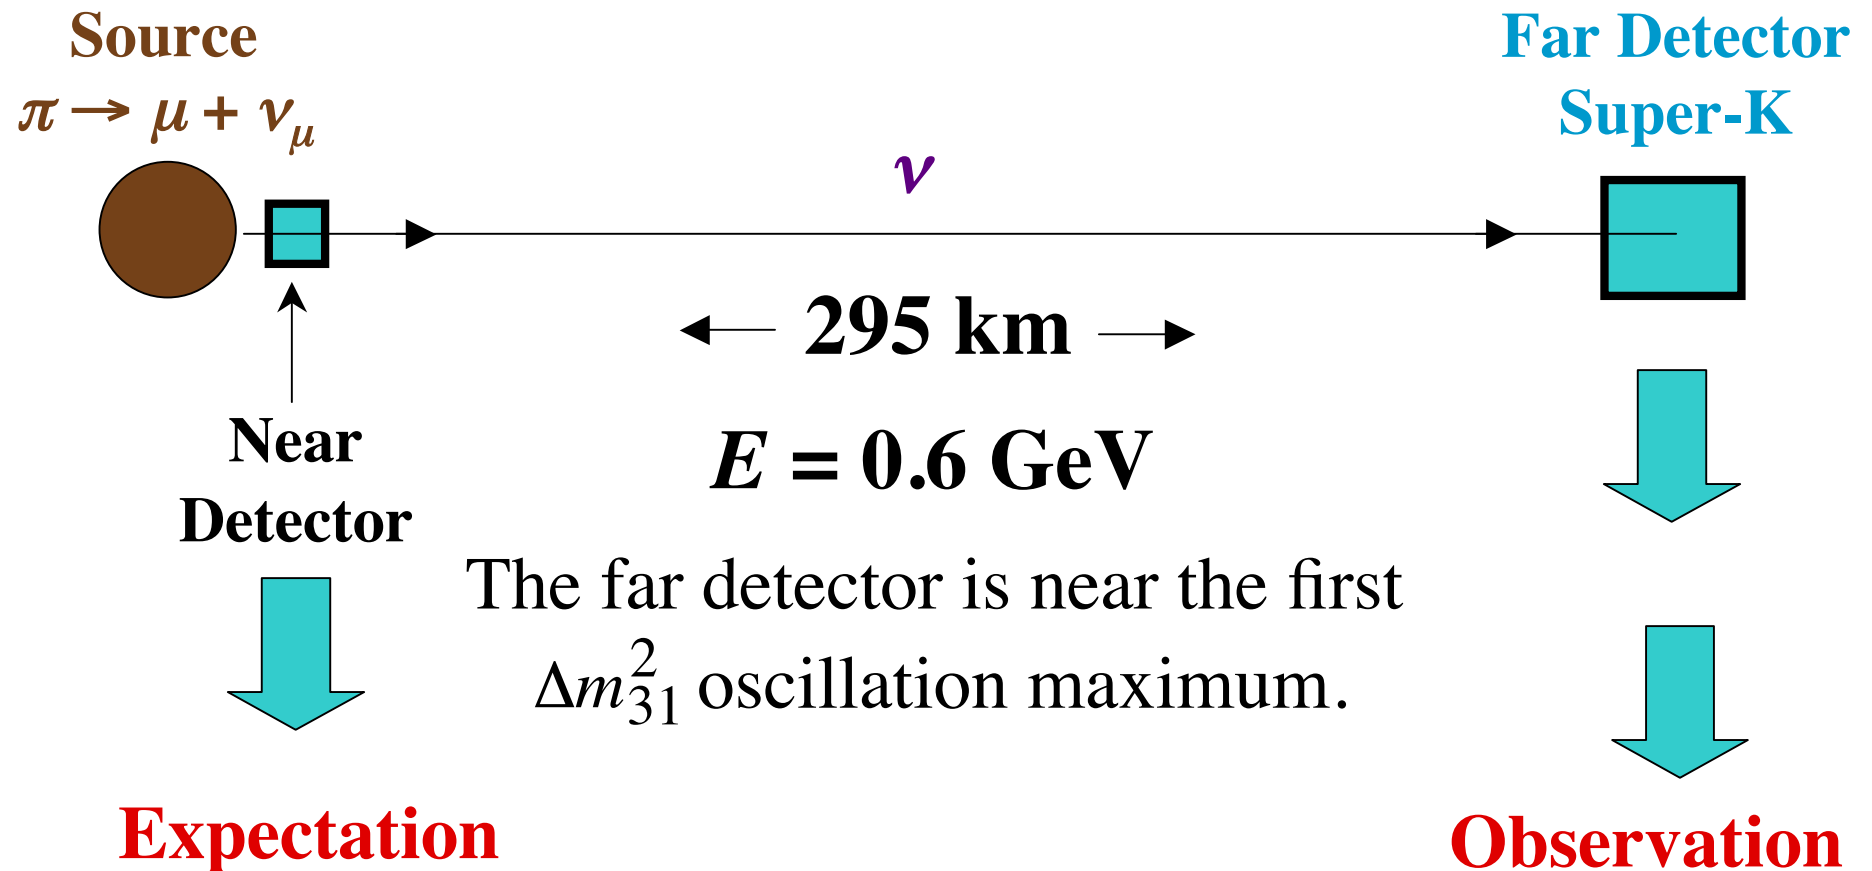 Source
π → μ + ν_μ
Far Detector
Super-K
ν
295 km
E = 0.6 GeV
Near
Detector
The far detector is near the first
Δm²₃₁ oscillation maximum.
Expectation
Observation